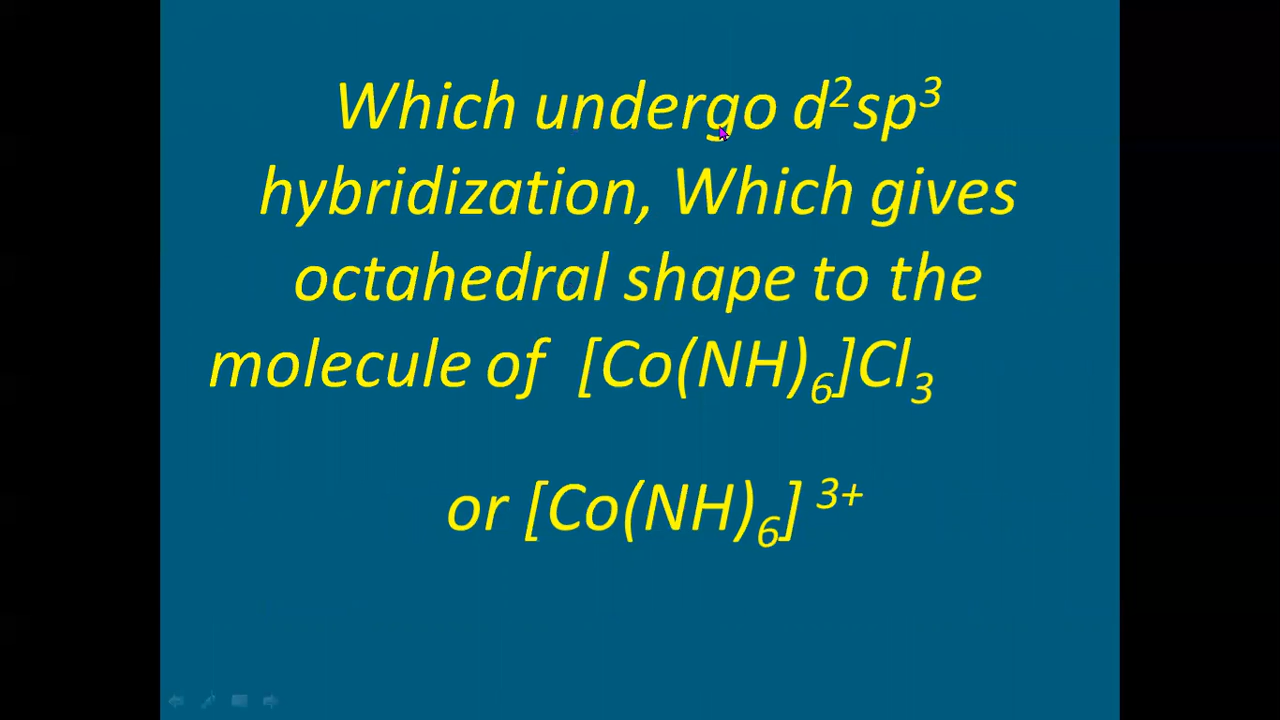 Which undergo d²sp³
hybridization, Which gives
octahedral shape to the
molecule of [Co(NH)₆]Cl₃
or [Co(NH)₆] ³⁺